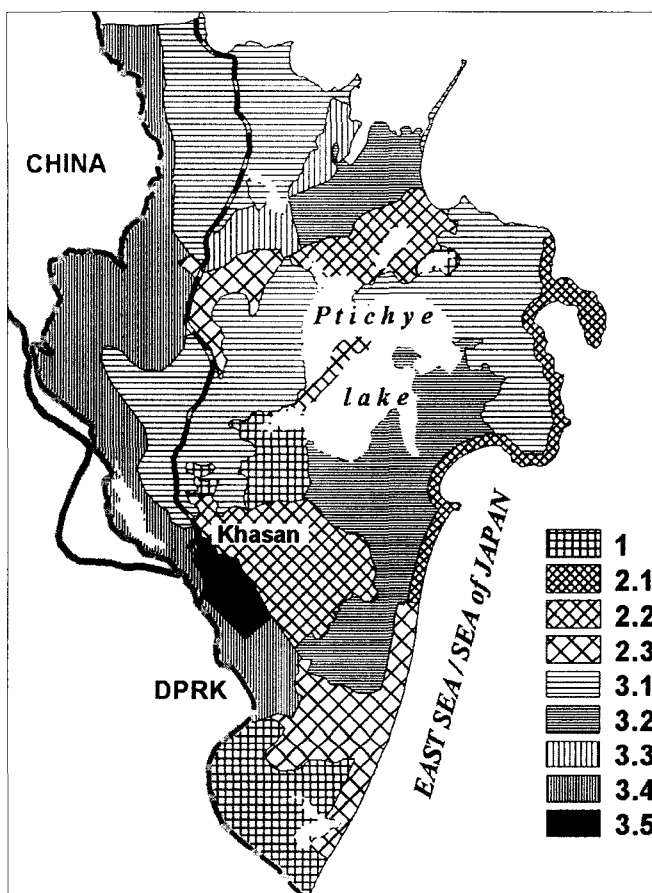 CHINA
Ptichye
lake
Khasan
DPRK
EAST SEA / SEA of JAPAN
1
2.1
2.2
2.3
3.1
3.2
3.3
3.4
3.5